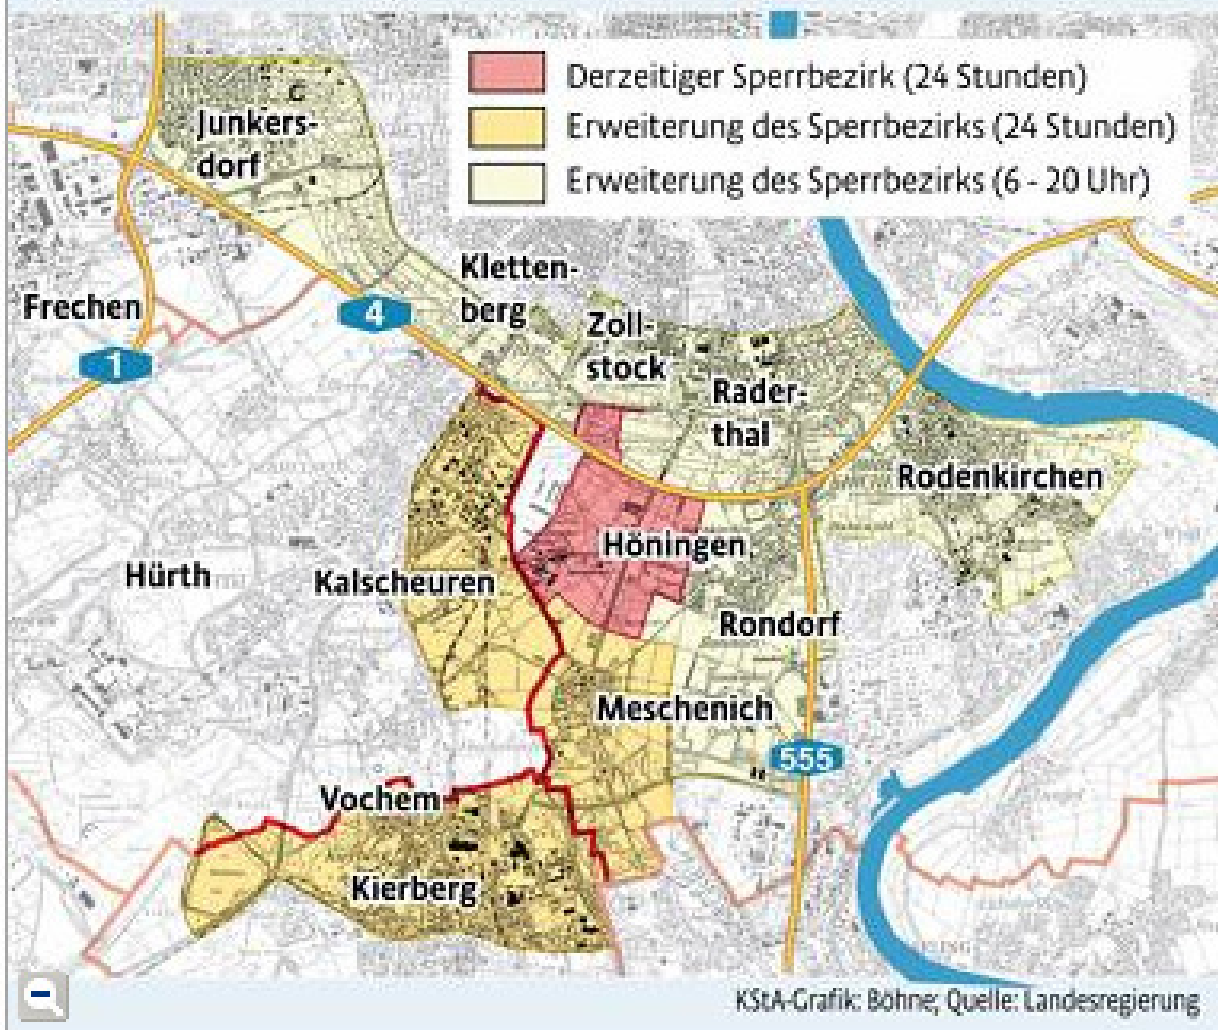 Derzeitiger Sperrbezirk (24 Stunden)
Erweiterung des Sperrbezirks (24 Stunden)
Erweiterung des Sperrbezirks (6 - 20 Uhr)
Junkers-
dorf
Kletten-
berg
Frechen
4
Zoll-
stock
1
Rader-
thal
Rodenkirchen
Höningen
Hürth
Kalscheuren
Rondorf
Meschenich
555
Vochem
Kierberg
KStA-Grafik: Böhne; Quelle: Landesregierung